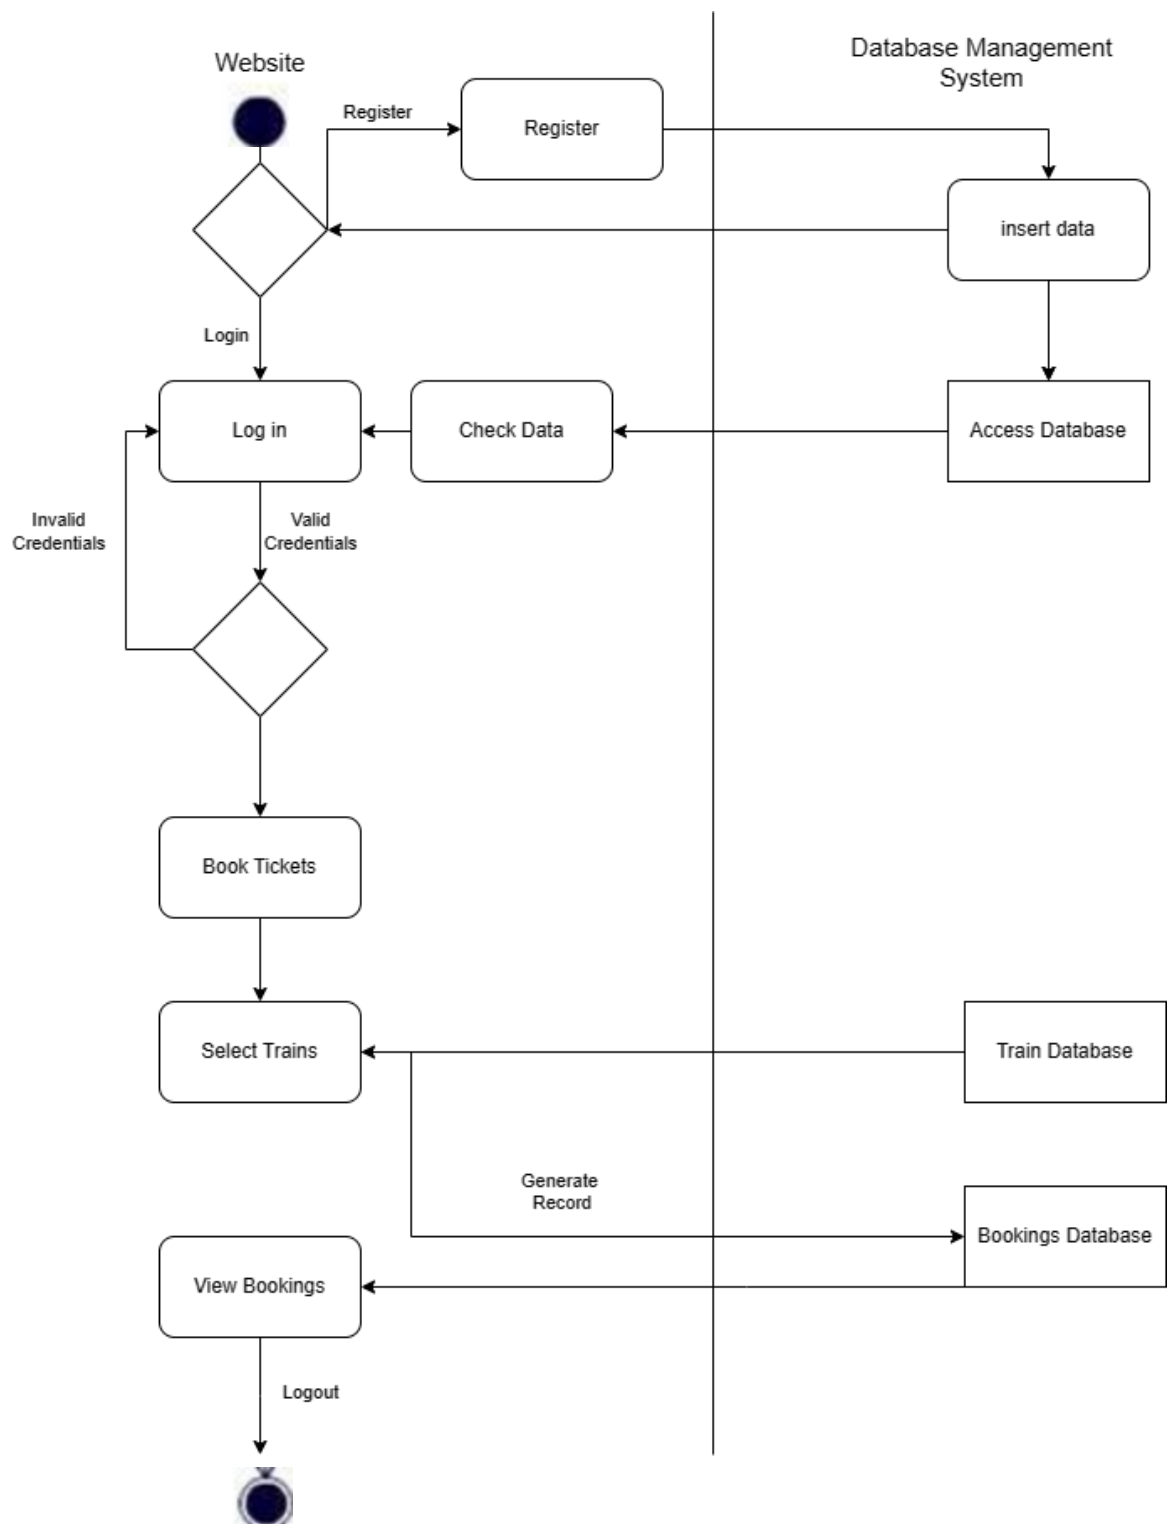 Website
Database Management
System
Register
Register
insert data
Login
Log in
Check Data
Access Database
Invalid
Credentials
Valid
Credentials
Book Tickets
Select Trains
Train Database
Generate
Record
Bookings Database
View Bookings
Logout